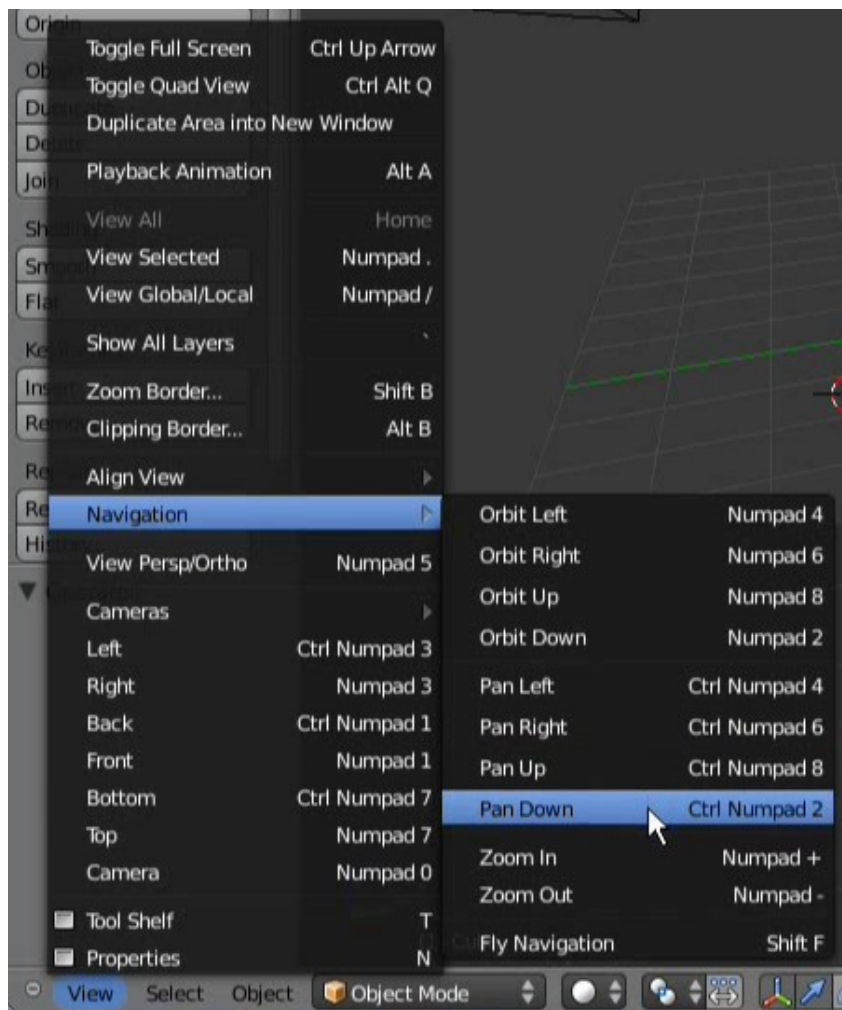 Origin
Toggle Full Screen Ctrl Up Arrow
Toggle Quad View Ctrl Alt Q
Duplicate Area into New Window
Playback Animation Alt A
View All Home
View Selected Numpad .
View Global/Local Numpad /
Show All Layers `
Zoom Border... Shift B
Clipping Border... Alt B
Align View
Navigation
View Persp/Ortho Numpad 5
Cameras
Left Ctrl Numpad 3
Right Numpad 3
Back Ctrl Numpad 1
Front Numpad 1
Bottom Ctrl Numpad 7
Top Numpad 7
Camera Numpad 0
Tool Shelf T
Properties N
Orbit Left Numpad 4
Orbit Right Numpad 6
Orbit Up Numpad 8
Orbit Down Numpad 2
Pan Left Ctrl Numpad 4
Pan Right Ctrl Numpad 6
Pan Up Ctrl Numpad 8
Pan Down Ctrl Numpad 2
Zoom In Numpad +
Zoom Out Numpad -
Fly Navigation Shift F
View Select Object Object Mode